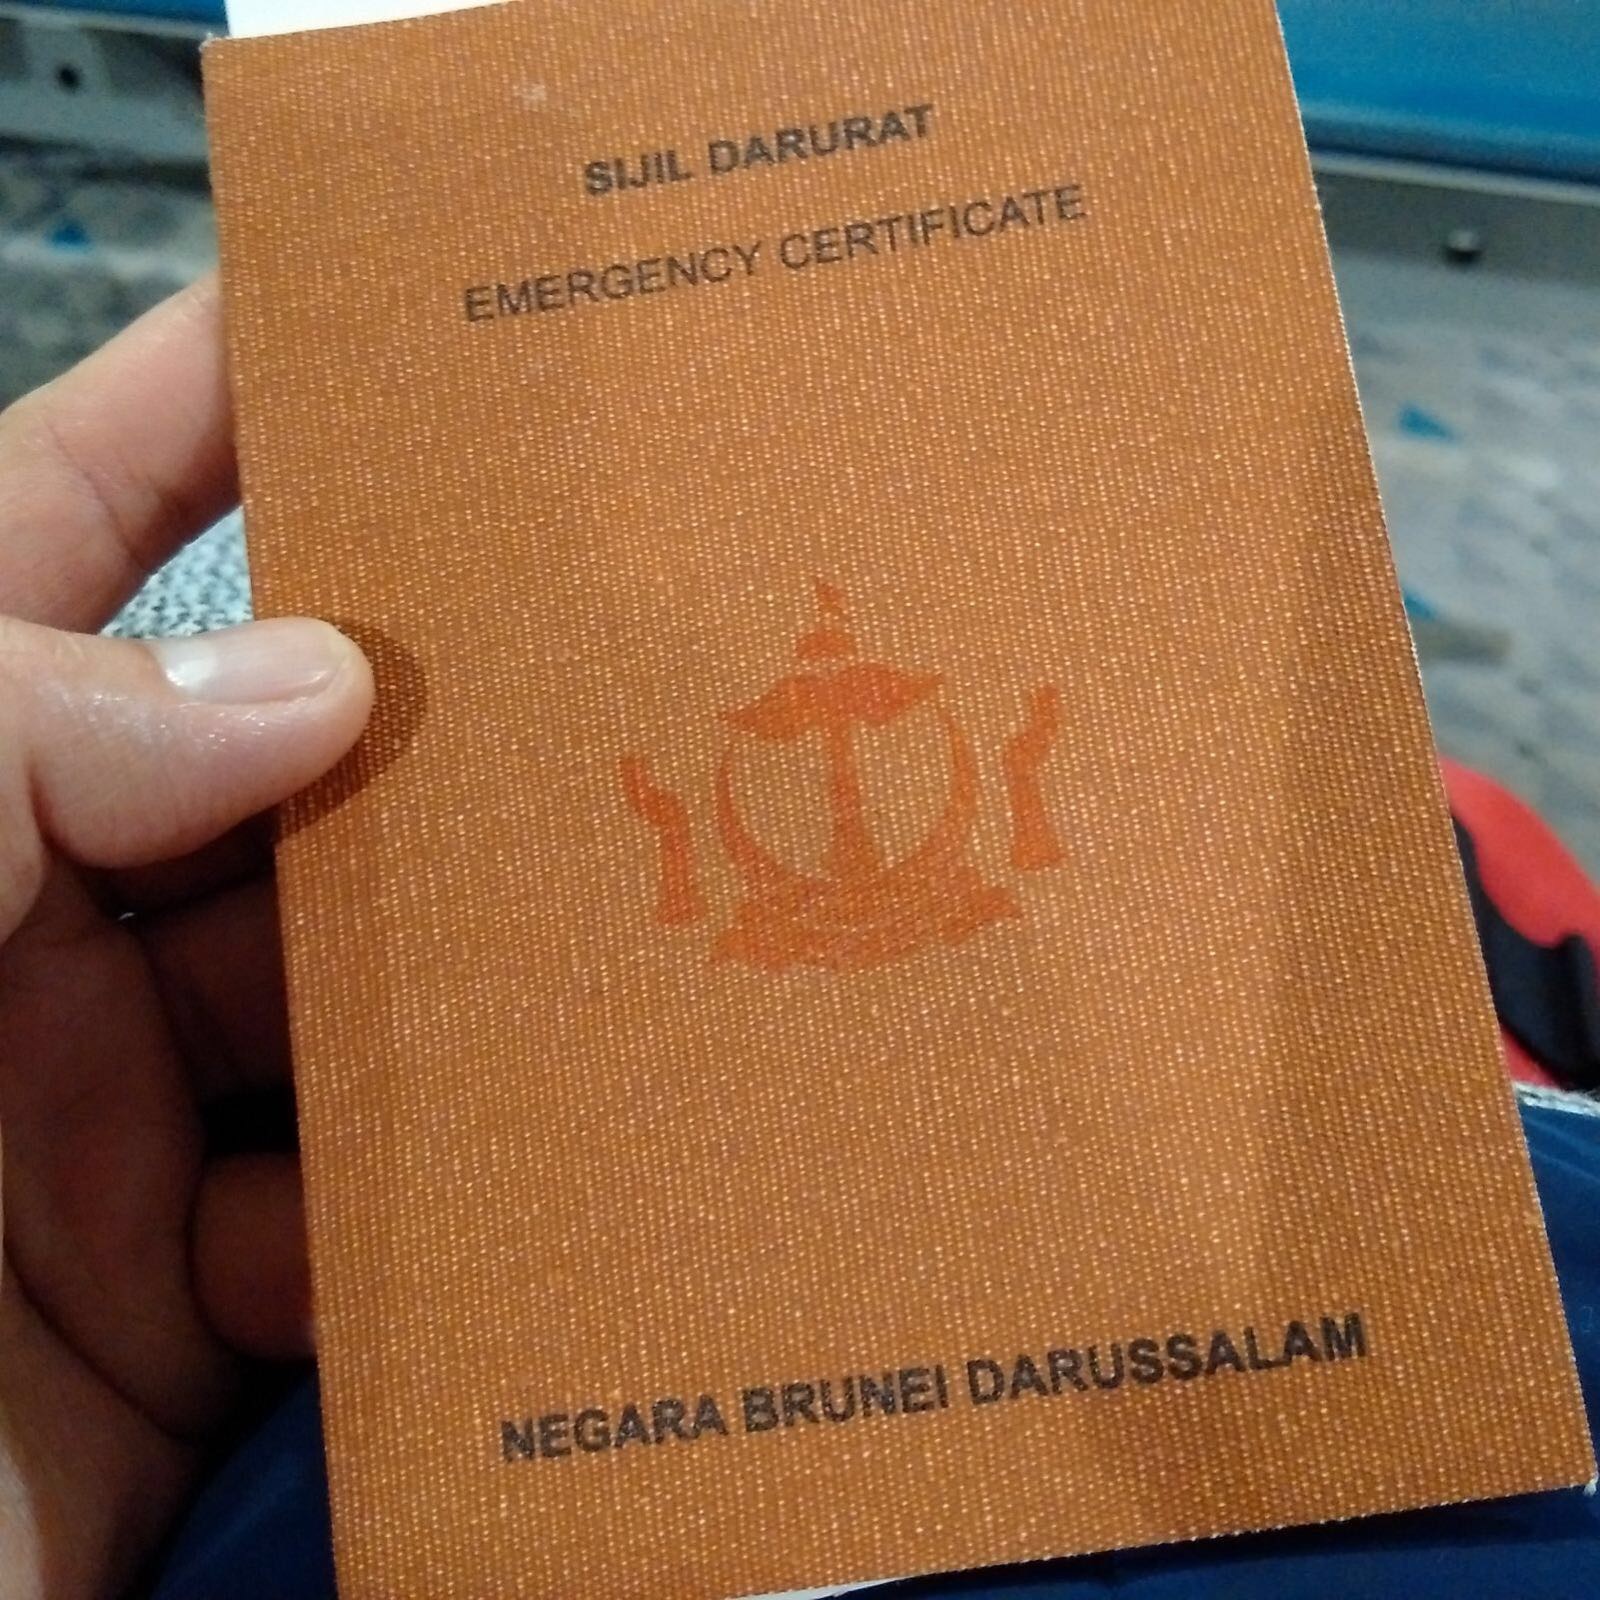 SIJIL DARURAT
EMERGENCY CERTIFICATE
NEGARA BRUNEI DARUSSALAM